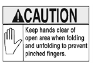 CAUTION
Keep hands clear of
open area when folding
and unfolding to prevent
pinched fingers.